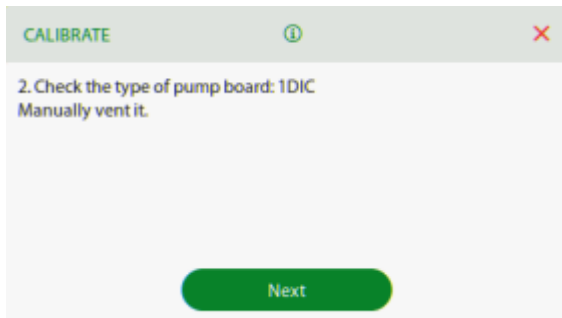 CALIBRATE
2. Check the type of pump board: 1DIC
Manually vent it.
Next